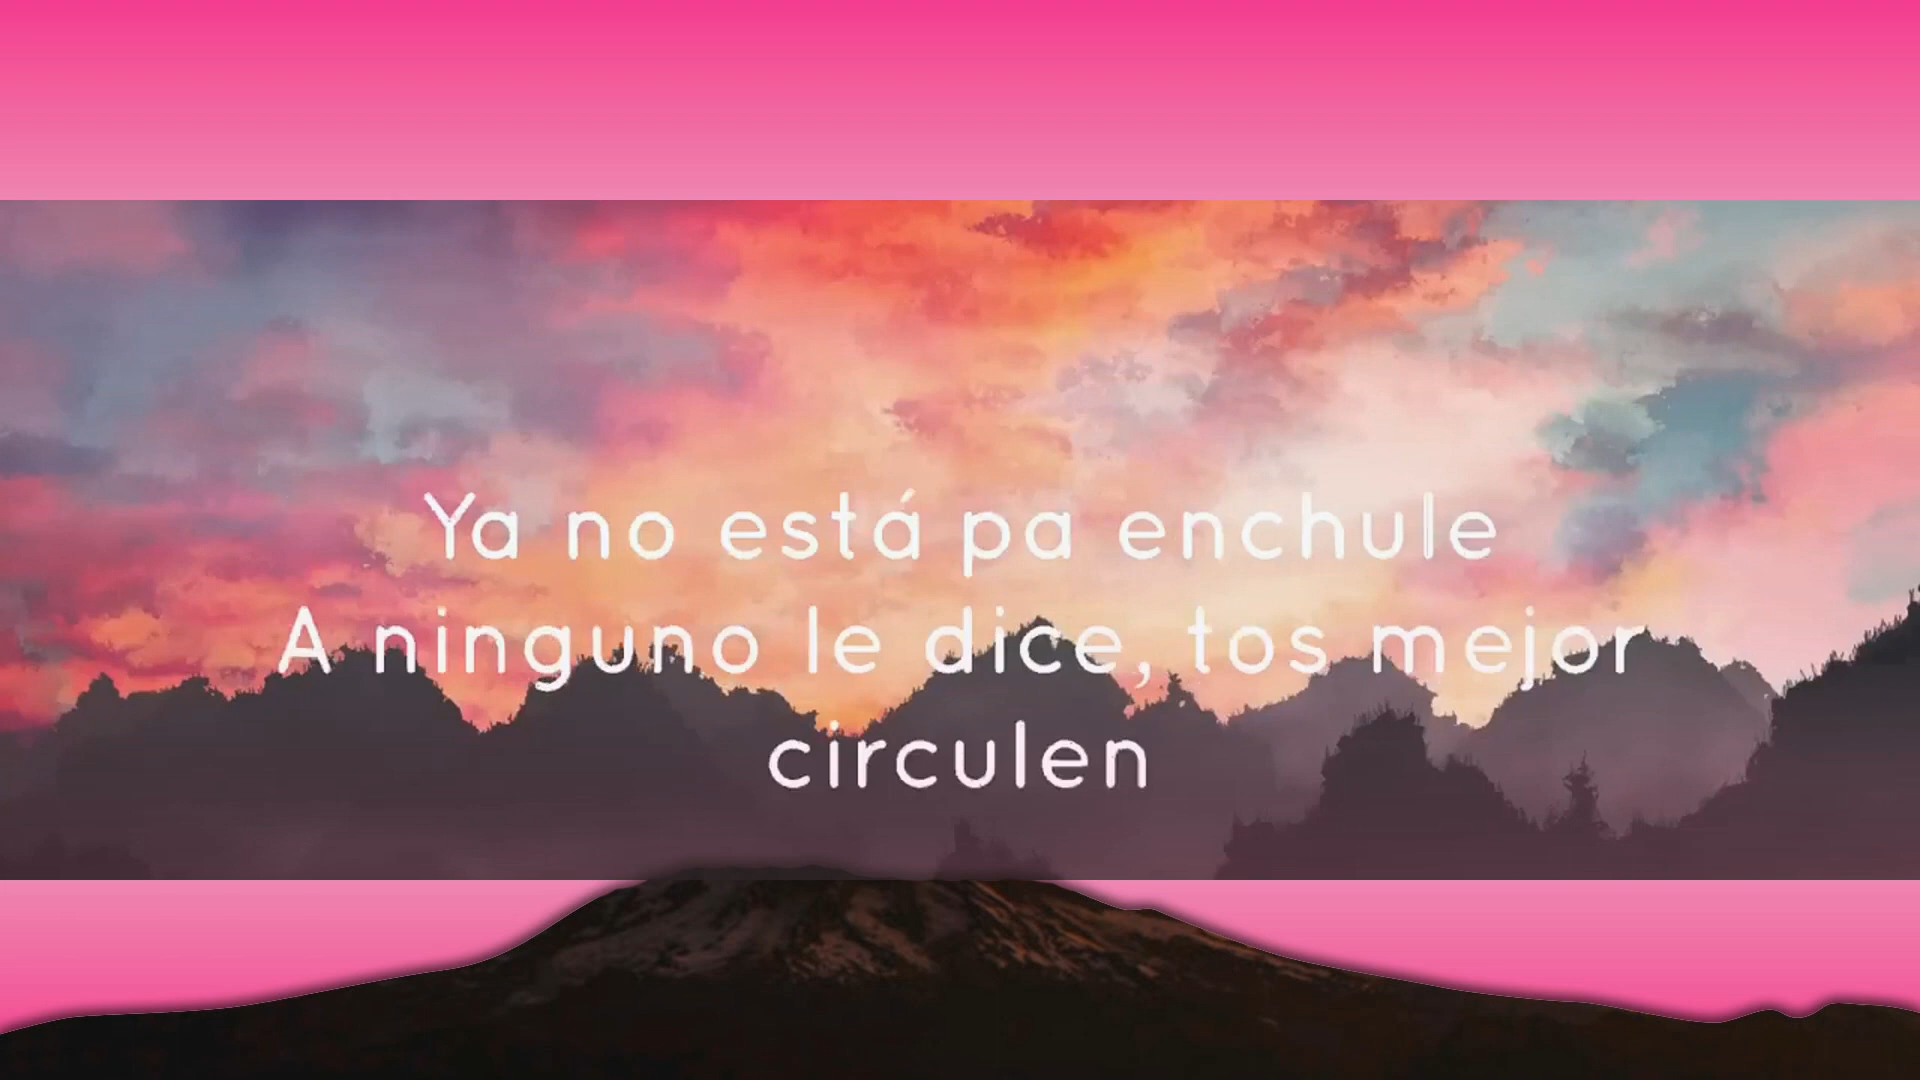 Ya no está pa enchule
A ninguno le dice, tos mejor
circulen